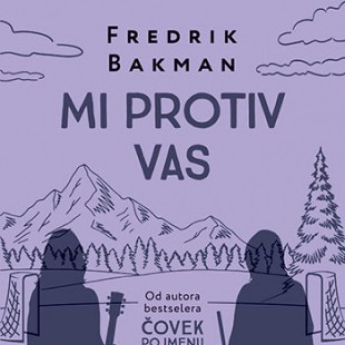 FREDRIK
BAKMAN
MI PROTIV
VAS
Od autora
bestselera
ČOVEK
PO IMENU